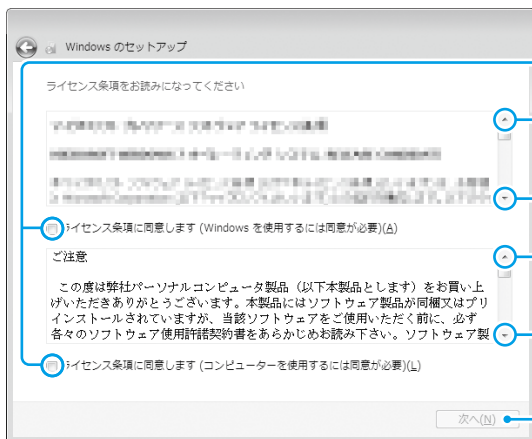 Windows のセットアップ
ライセンス条項をお読みになってください
ライセンス条項に同意します (Windows を使用するには同意が必要)(A)
ご注意
この度は弊社パーソナルコンピュータ製品（以下本製品とします）をお買い上
げいただきありがとうございます。本製品にはソフトウェア製品が同梱又はプリ
インストールされていますが、当該ソフトウェアをご使用いただく前に、必ず
各々のソフトウェア使用許諾契約書をあらかじめお読み下さい。ソフトウェア製
ライセンス条項に同意します (コンピューターを使用するには同意が必要)(L)
次へ(N)